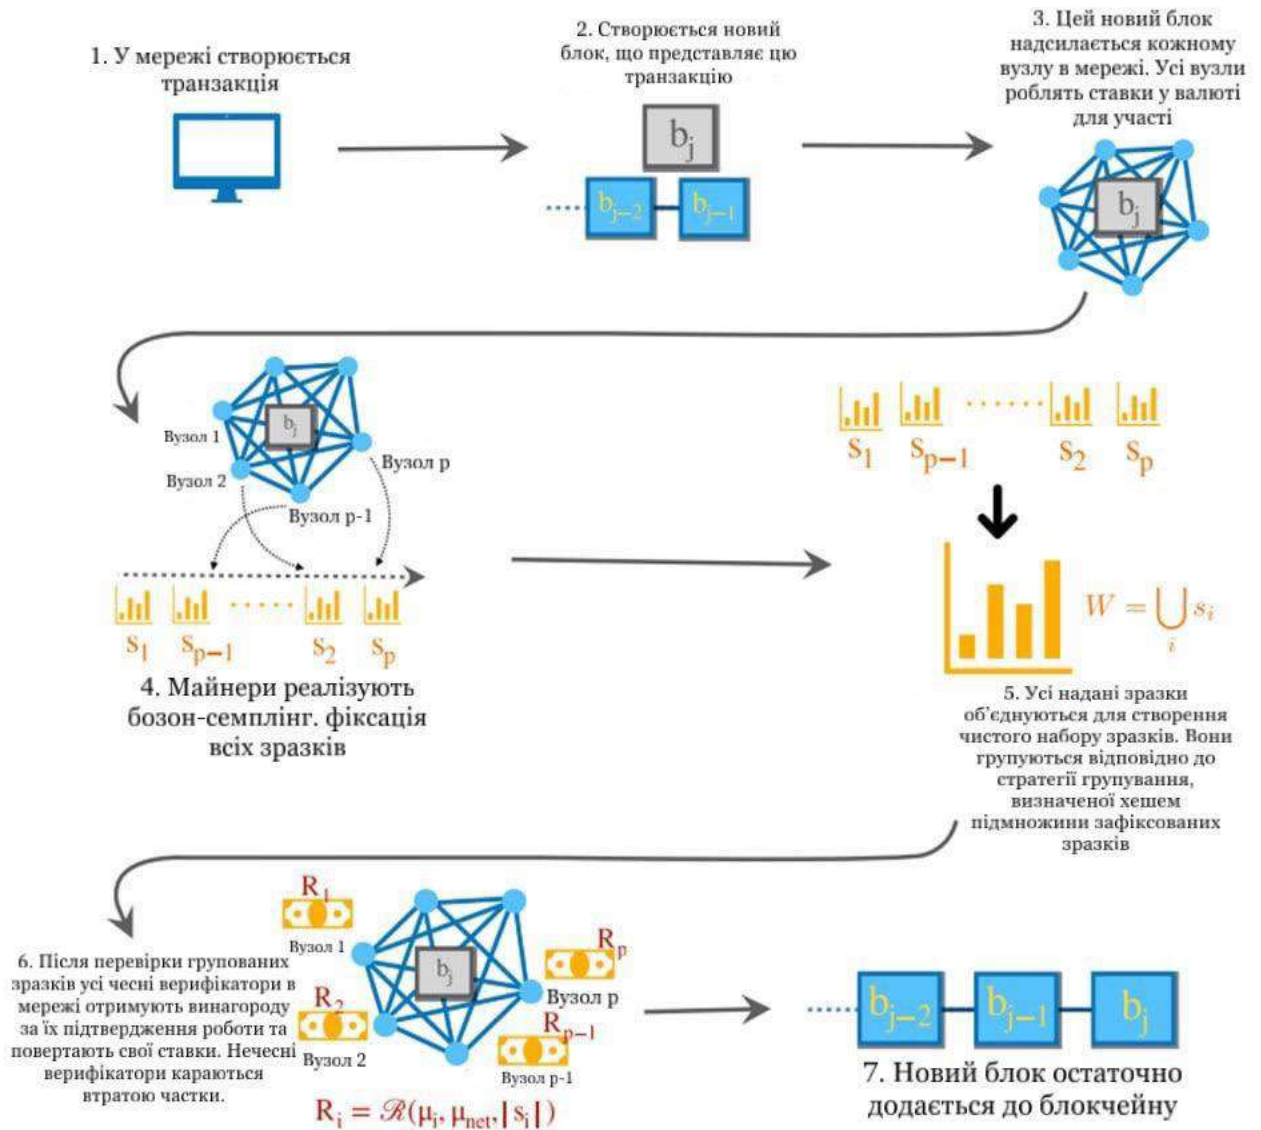 1. У мережі створюється
транзакція
2. Створюється новий
блок, що представляє цю
транзакцію
b_j
b_{j-2} b_{j-1}
3. Цей новий блок
надсилається кожному
вузлу в мережі. Усі вузли
роблять ставки у валюті
для участі
b_j
b_j
Вузол 1
Вузол 2
Вузол p
Вузол p-1
S_1 S_{p-1} ...... S_2 S_p
4. Майнери реалізують
бозон-семплінг. фіксація
всіх зразків
S_1 S_{p-1} ...... S_2 S_p
W = ⋃_i s_i
5. Усі надані зразки
об'єднуються для створення
чистого набору зразків. Вони
групуються відповідно до
стратегії групування,
визначеної хешем
підмножини зафіксованих
зразків
6. Після перевірки групованих
зразків усі чесні верифікатори в
мережі отримують винагороду
за їх підтвердження роботи та
повертають свої ставки. Нечесні
верифікатори караються
втратою частки.
R_1
Вузол 1
R_2
Вузол 2
b_j
R_p
Вузол p
R_{p-1}
Вузол p-1
R_i = ℛ(μ_i, μ_net, |s_i|)
b_{j-2} b_{j-1} b_j
7. Новий блок остаточно
додається до блокчейну